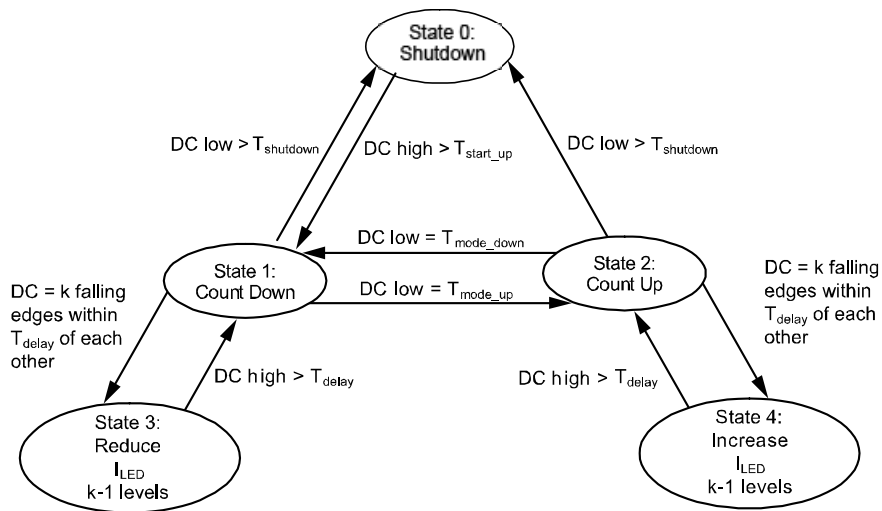 State 0:
Shutdown
DC low > Tshutdown
DC high > Tstart_up
DC low > Tshutdown
DC low = Tmode_down
State 1:
Count Down
State 2:
Count Up
DC low = Tmode_up
DC = k falling
edges within
Tdelay of each
other
DC = k falling
edges within
Tdelay of each
other
DC high > Tdelay
DC high > Tdelay
State 3:
Reduce
ILED
k-1 levels
State 4:
Increase
ILED
k-1 levels